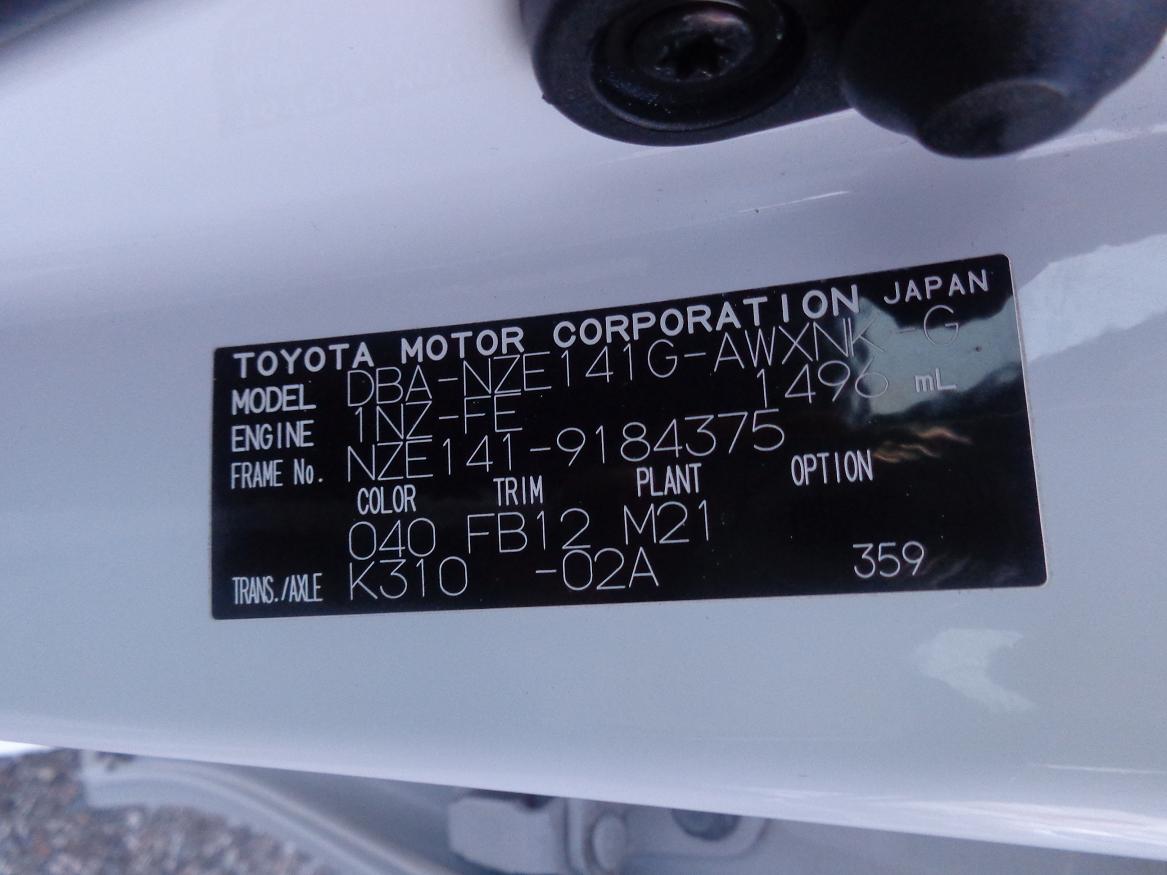 TOYOTA MOTOR CORPORATION JAPAN
MODEL DBA-NZE141G-AWXNK-G
ENGINE 1NZ-FE 1496 mL
FRAME No. NZE141-9184375
COLOR TRIM PLANT OPTION
040 FB12 M21
TRANS./AXLE K310 -02A 359